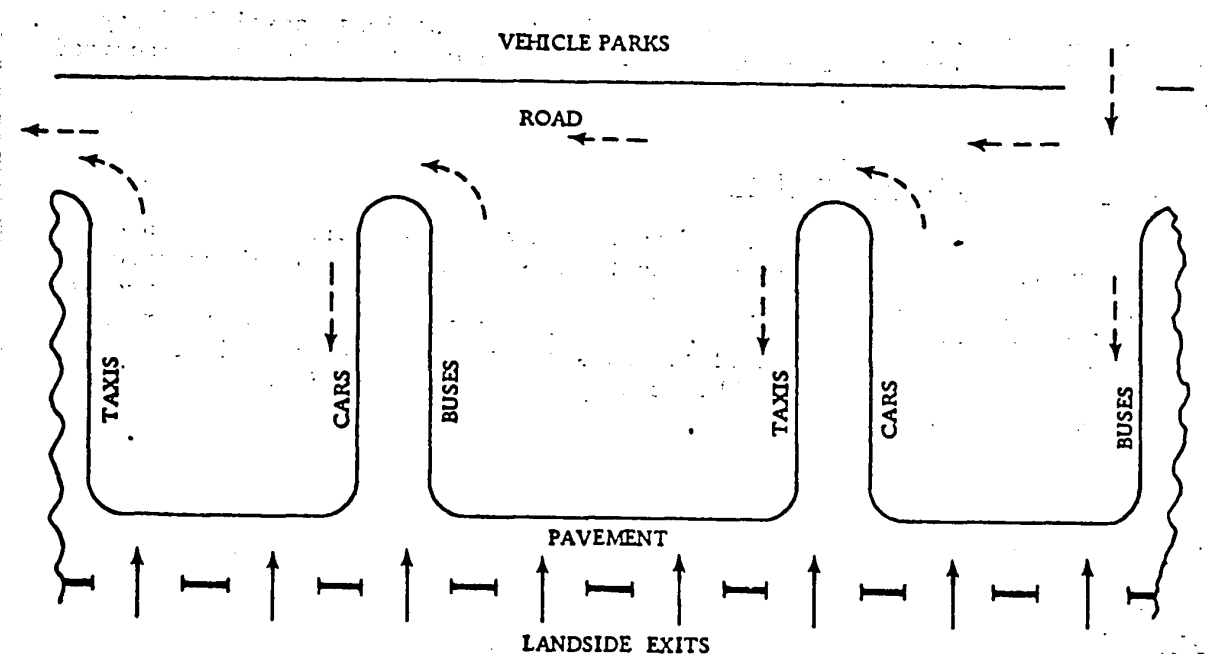 VEHICLE PARKS
ROAD
TAXIS
CARS
BUSES
TAXIS
CARS
BUSES
PAVEMENT
LANDSIDE EXITS